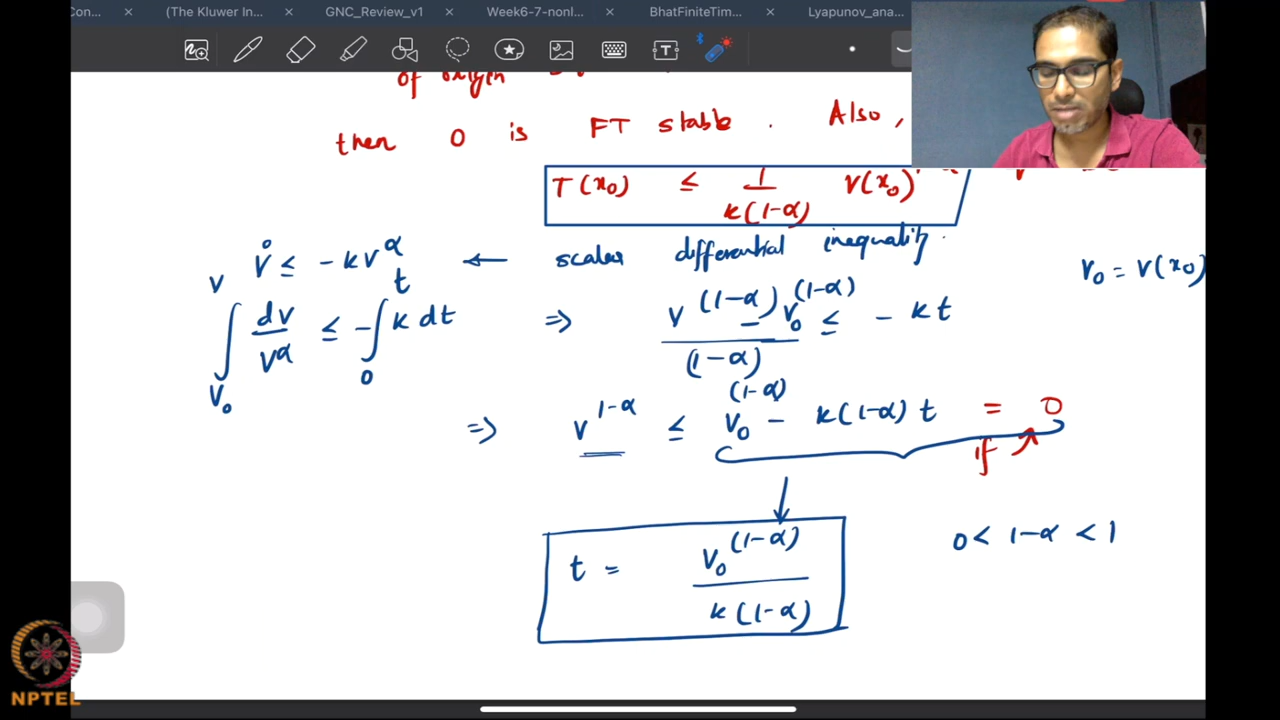 Con... (The Kluwer In... GNC_Review_v1 Week6-7-nonl... BhatFiniteTim... Lyapunov_ana...
of origin
then 0 is FT stable. Also,
T(x₀) ≤ 1/(k(1-α)) V(x₀)
V̇ ≤ -kV^α ← scalar differential inequality.
V₀ = V(x₀)
∫_{V₀}^{V} dV/V^α ≤ -∫_0^t k dt ⇒ (V^(1-α) - V₀^(1-α))/(1-α) ≤ -kt
⇒ V^(1-α) ≤ V₀^(1-α) - k(1-α)t = 0
if
t = V₀^(1-α)/(k(1-α))
0 < 1-α < 1
NPTEL